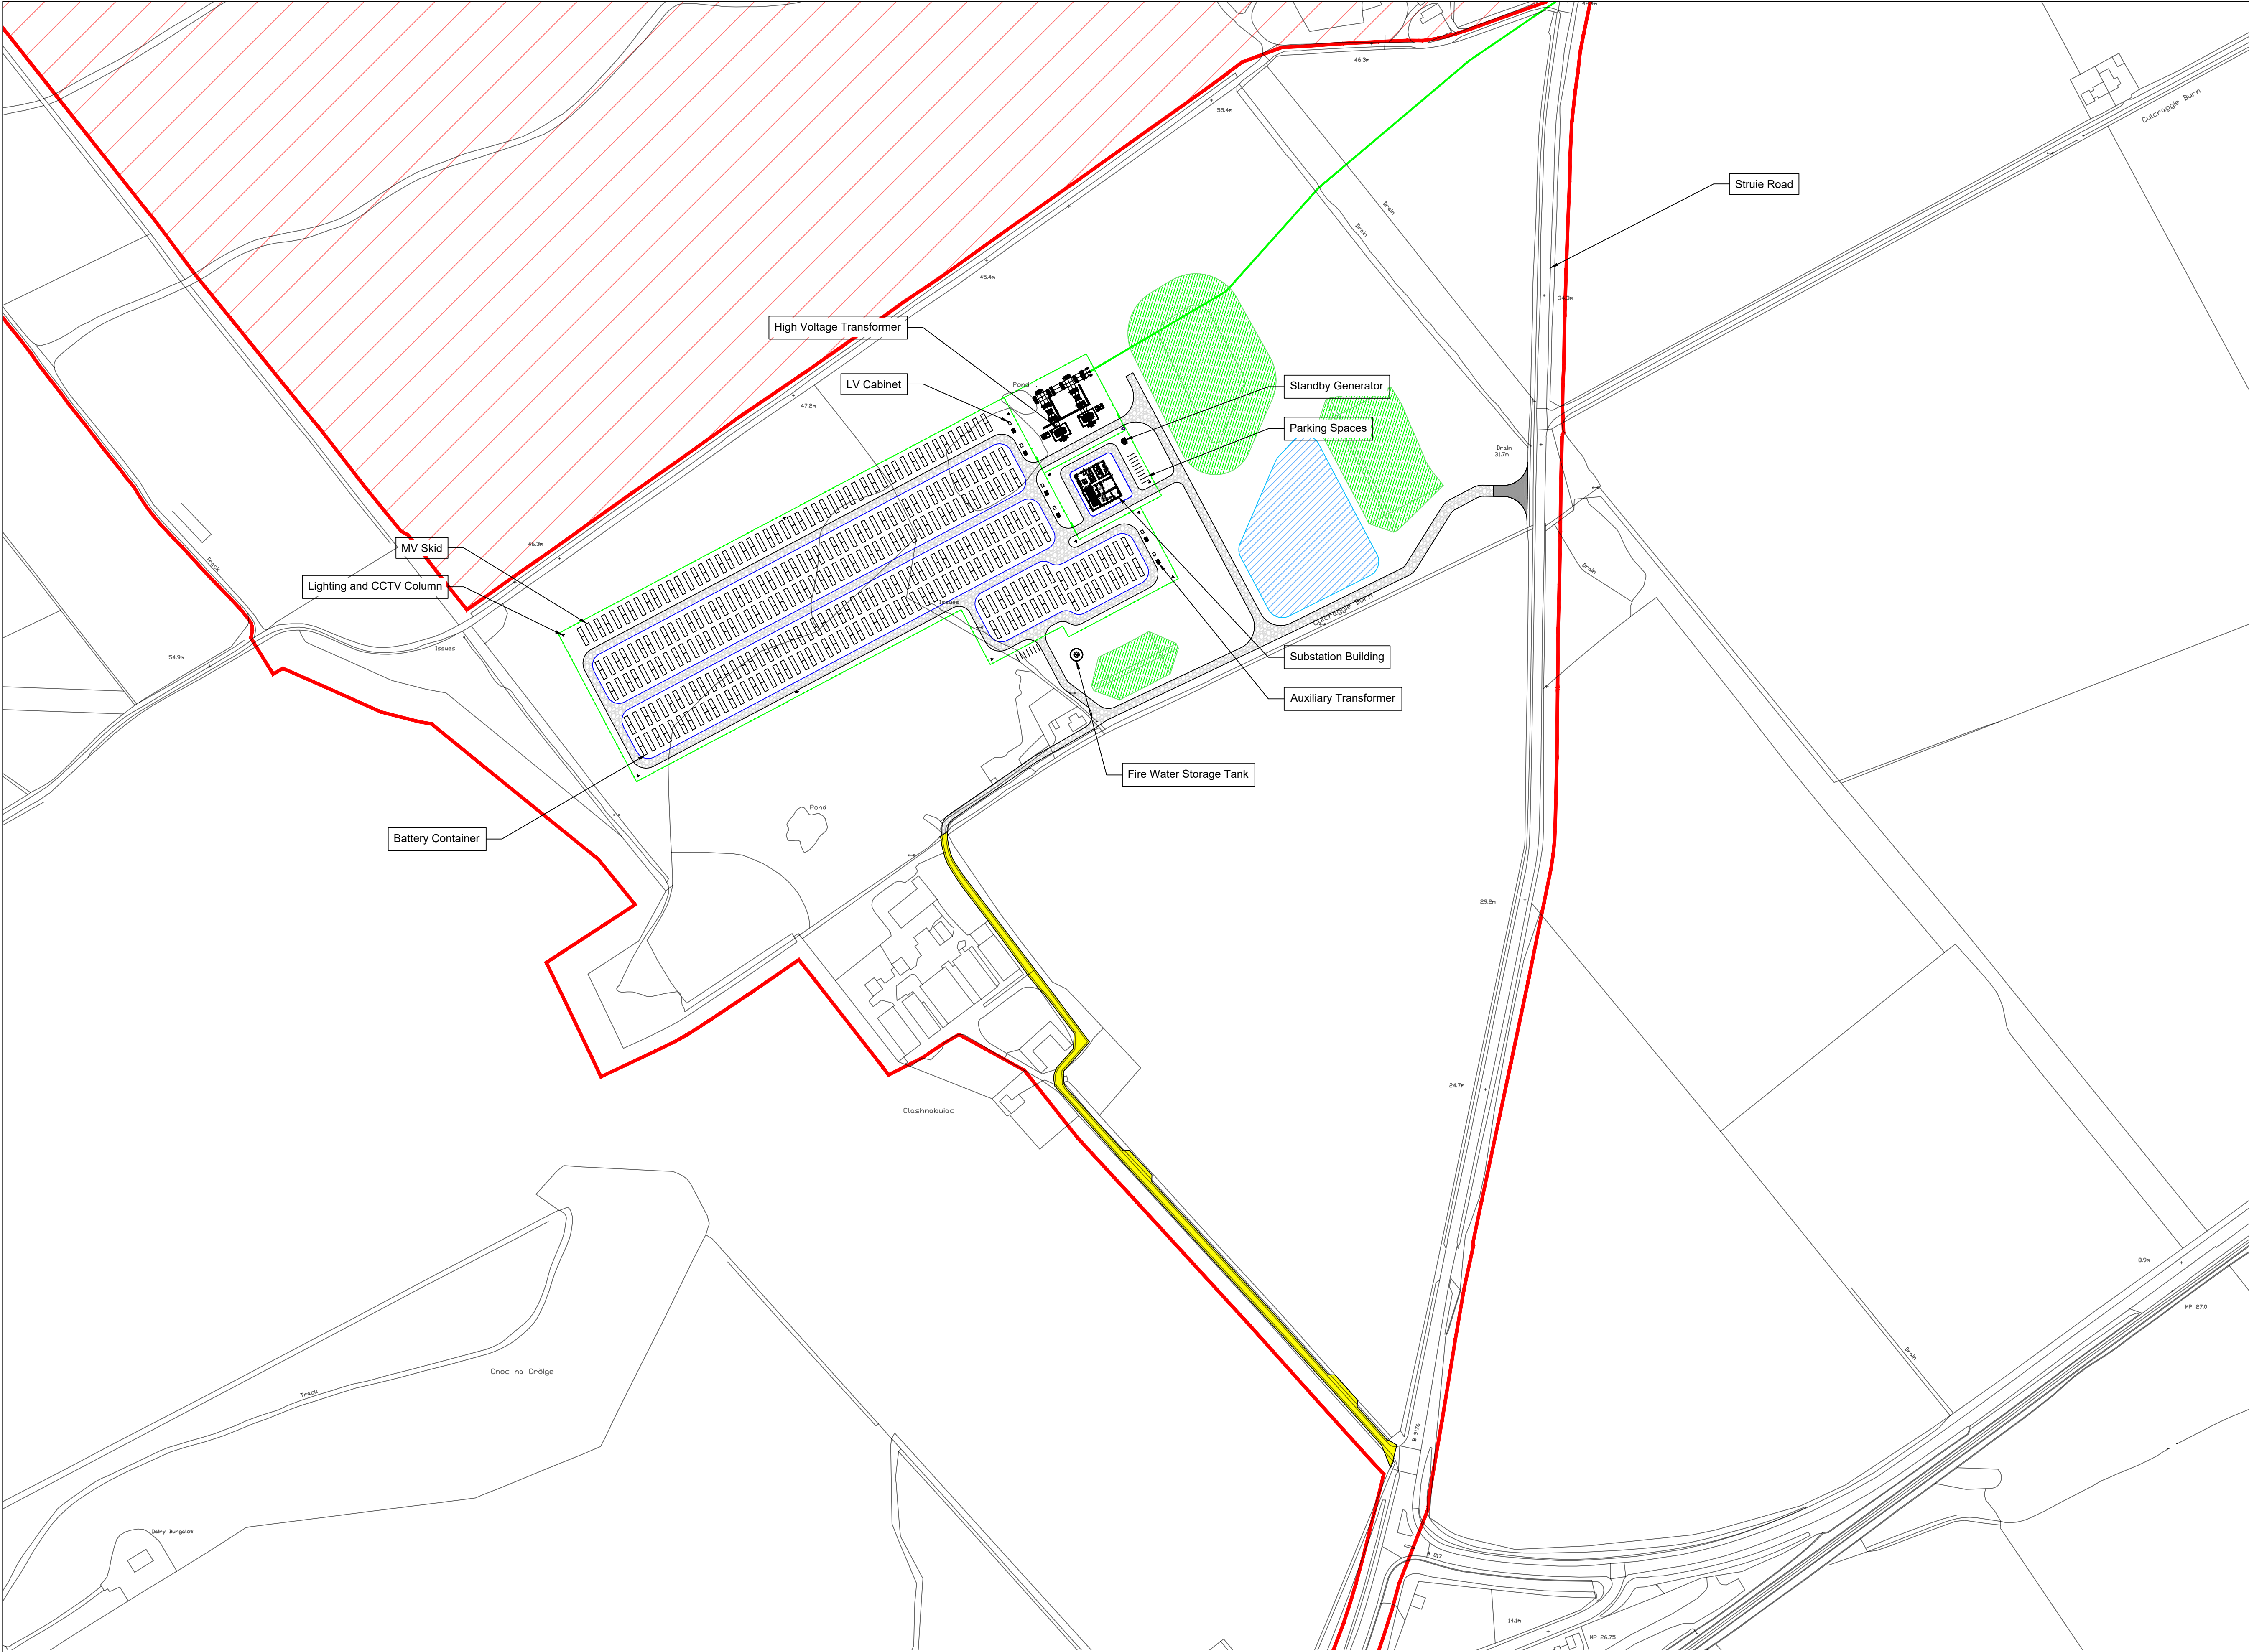 46.3m
55.4m
Culcraggie Burn
Struie Road
Drain
Drain
45.4m
34.3m
High Voltage Transformer
Pond
LV Cabinet
Standby Generator
47.2m
Parking Spaces
Drain
31.7m
MV Skid
46.3m
Track
Lighting and CCTV Column
Drain
Issues
Culcraggie Burn
Issues
54.9m
Substation Building
Auxiliary Transformer
Fire Water Storage Tank
Pond
Battery Container
29.2m
24.7m
Clashnabuiac
8.9m
MP 27.0
Drain
Cnoc na Cròige
Track
B 9176
Dairy Bungalow
B 817
14.1m
MP 26.75